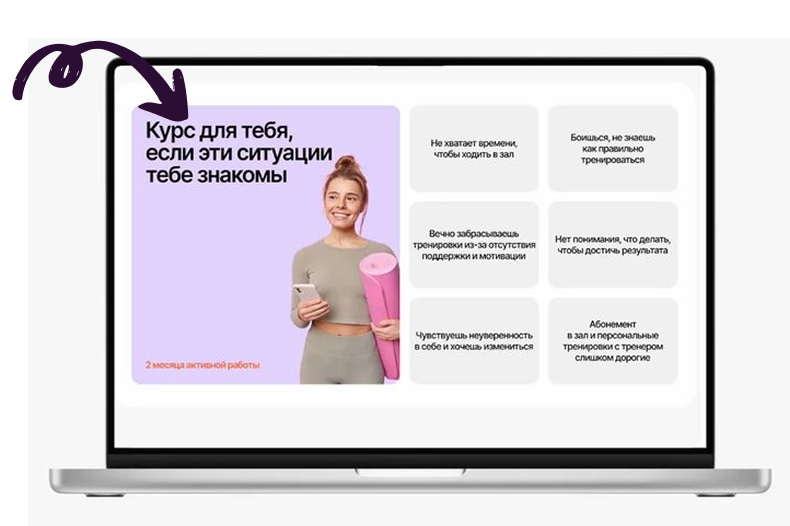 Курс для тебя,
если эти ситуации
тебе знакомы
2 месяца активной работы
Не хватает времени,
чтобы ходить в зал
Боишься, не знаешь
как правильно
тренироваться
Вечно забрасываешь
тренировки из-за отсутствия
поддержки и мотивации
Нет понимания, что делать,
чтобы достичь результата
Чувствуешь неуверенность
в себе и хочешь измениться
Абонемент
в зал и персональные
тренировки с тренером
слишком дорогие